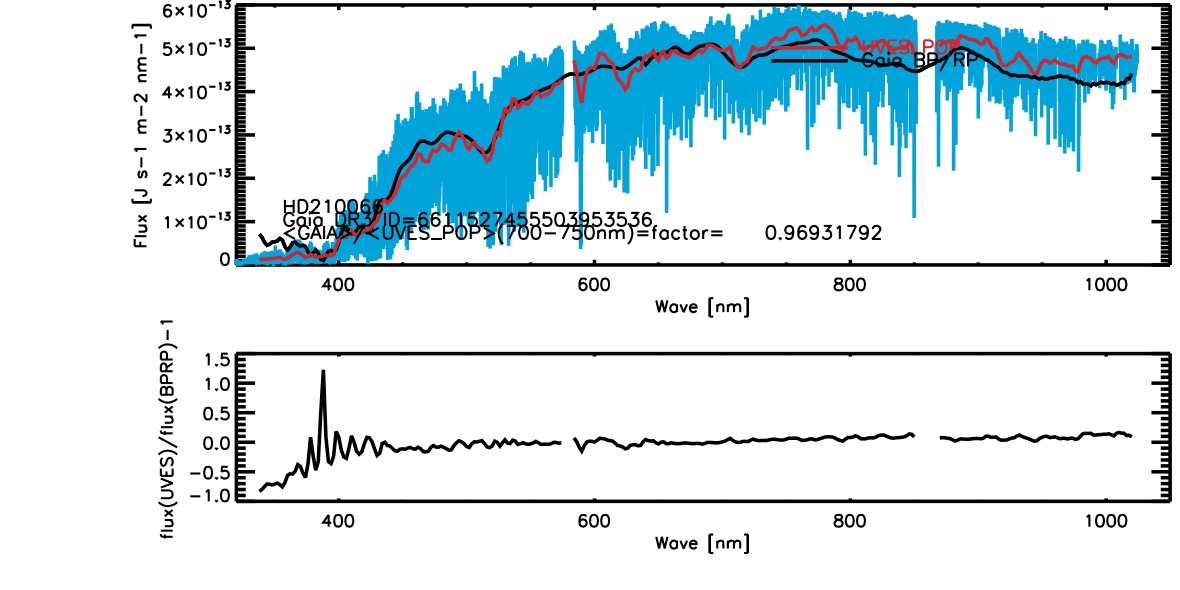 6×10−13
5×10−13
4×10−13
3×10−13
2×10−13
1×10−13
0
Flux [J s−1 m−2 nm−1]
UVES_POP
Gaia BP/RP
HD210066
Gaia DR3 ID=6611527455503953536
<GAIA>/<UVES_POP>(700−750nm)=factor= 0.96931792
400 600 800 1000
Wave [nm]
1.5
1.0
0.5
0.0
−0.5
−1.0
flux(UVES)/flux(BPRP)−1
400 600 800 1000
Wave [nm]